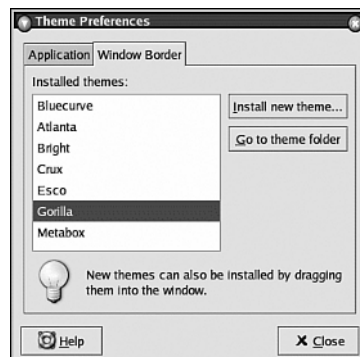 Theme Preferences
Application Window Border
Installed themes:
Bluecurve
Atlanta
Bright
Crux
Esco
Gorilla
Metabox
Install new theme...
Go to theme folder
New themes can also be installed by dragging
them into the window.
Help
Close